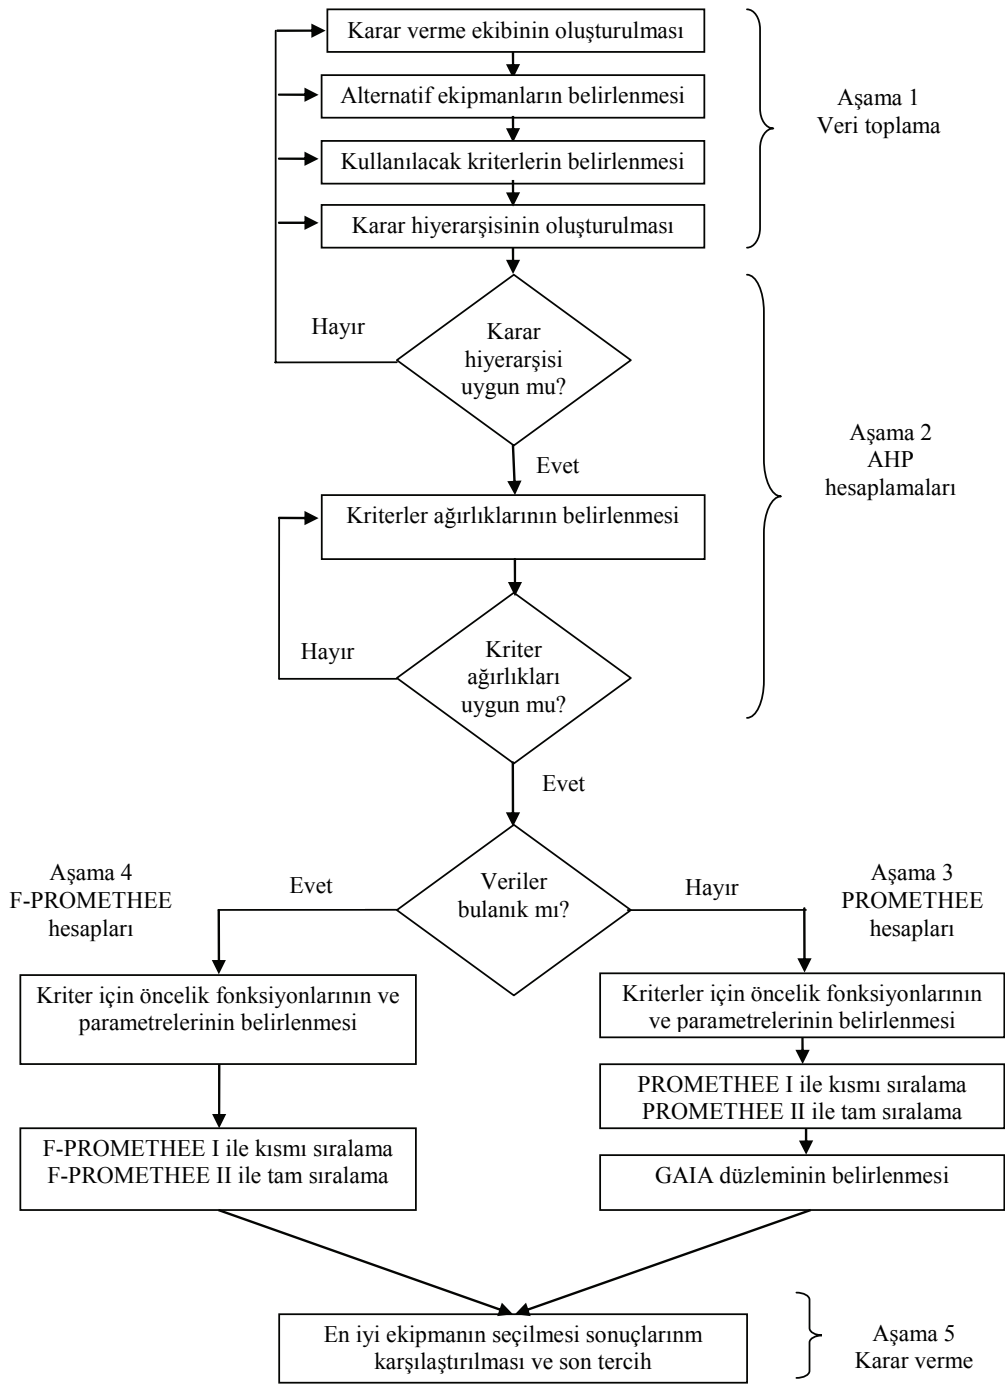 Karar verme ekibinin oluşturulması
Alternatif ekipmanların belirlenmesi
Kullanılacak kriterlerin belirlenmesi
Karar hiyerarşisinin oluşturulması
Aşama 1
Veri toplama
Hayır
Karar
hiyerarşisi
uygun mu?
Evet
Aşama 2
AHP
hesaplamaları
Kriterler ağırlıklarının belirlenmesi
Hayır
Kriter
ağırlıkları
uygun mu?
Evet
Aşama 4
F-PROMETHEE
hesapları
Evet
Veriler
bulanık mı?
Hayır
Aşama 3
PROMETHEE
hesapları
Kriter için öncelik fonksiyonlarının ve
parametrelerinin belirlenmesi
Kriterler için öncelik fonksiyonlarının
ve parametrelerinin belirlenmesi
PROMETHEE I ile kısmı sıralama
PROMETHEE II ile tam sıralama
F-PROMETHEE I ile kısmı sıralama
F-PROMETHEE II ile tam sıralama
GAIA düzleminin belirlenmesi
En iyi ekipmanın seçilmesi sonuçlarınm
karşılaştırılması ve son tercih
Aşama 5
Karar verme